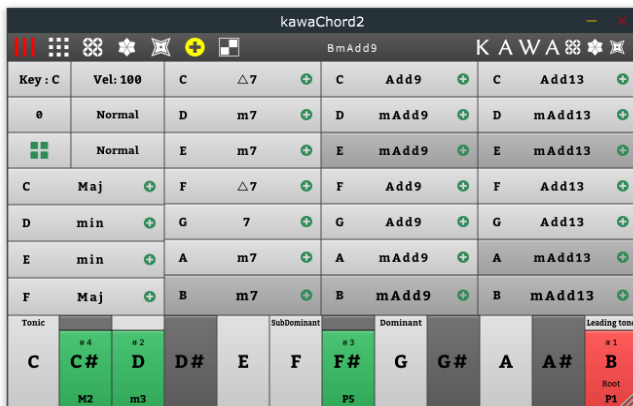 kawaChord2
BmAdd9 KAWA
Key : C Vel: 100 C △7 C Add9 C Add13
0 Normal D m7 D mAdd9 D mAdd13
Normal E m7 E mAdd9 E mAdd13
C Maj F △7 F Add9 F Add13
D min G 7 G Add9 G Add13
E min A m7 A mAdd9 A mAdd13
F Maj B m7 B mAdd9 B mAdd13
Tonic SubDominant Dominant Leading tone
# 4 # 2 # 3 # 1
C C# D D# E F F# G G# A A# B
Root
M2 m3 P5 P1